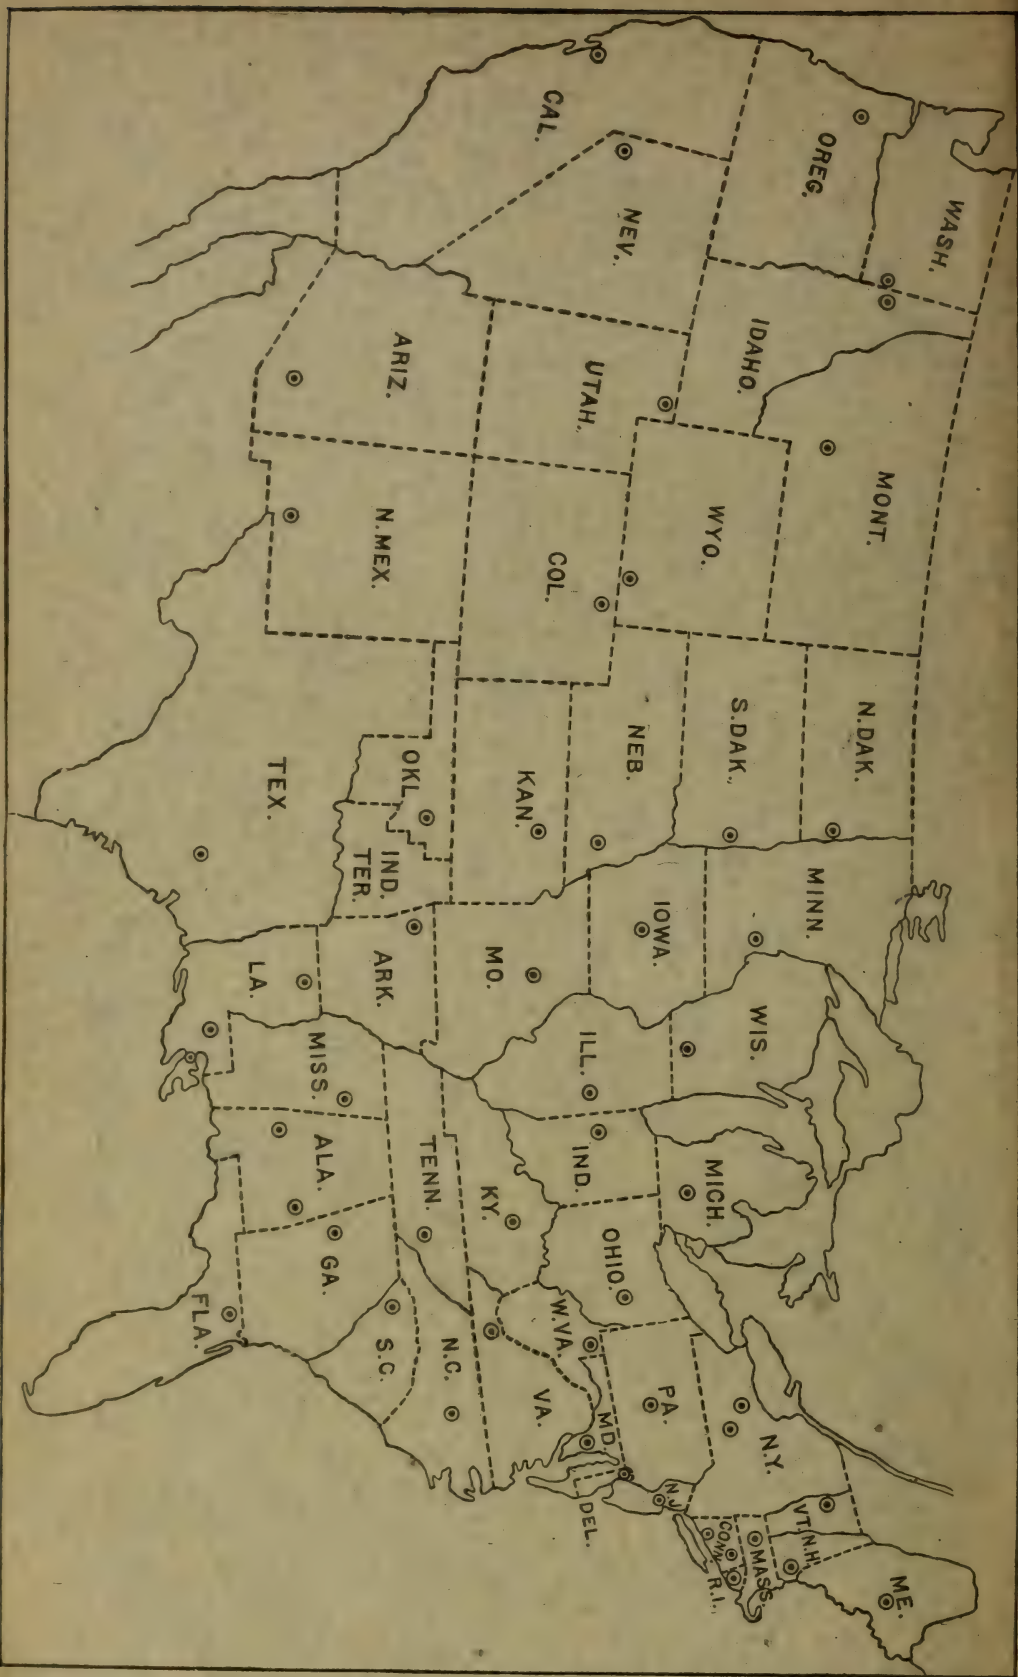 WASH.
OREG.
CAL.
NEV.
IDAHO.
MONT.
WYO.
UTAH.
ARIZ.
COL.
N. MEX.
N. DAK.
S. DAK.
NEB.
KAN.
OKL.
IND.
TER.
TEX.
MINN.
IOWA.
MO.
ARK.
LA.
WIS.
ILL.
MISS.
MICH.
IND.
OHIO.
KY.
TENN.
ALA.
GA.
FLA.
S.C.
N.C.
VA.
W.VA.
MD.
DEL.
PA.
N.J.
N.Y.
VT.
N.H.
MASS.
CONN.
R.I.
ME.